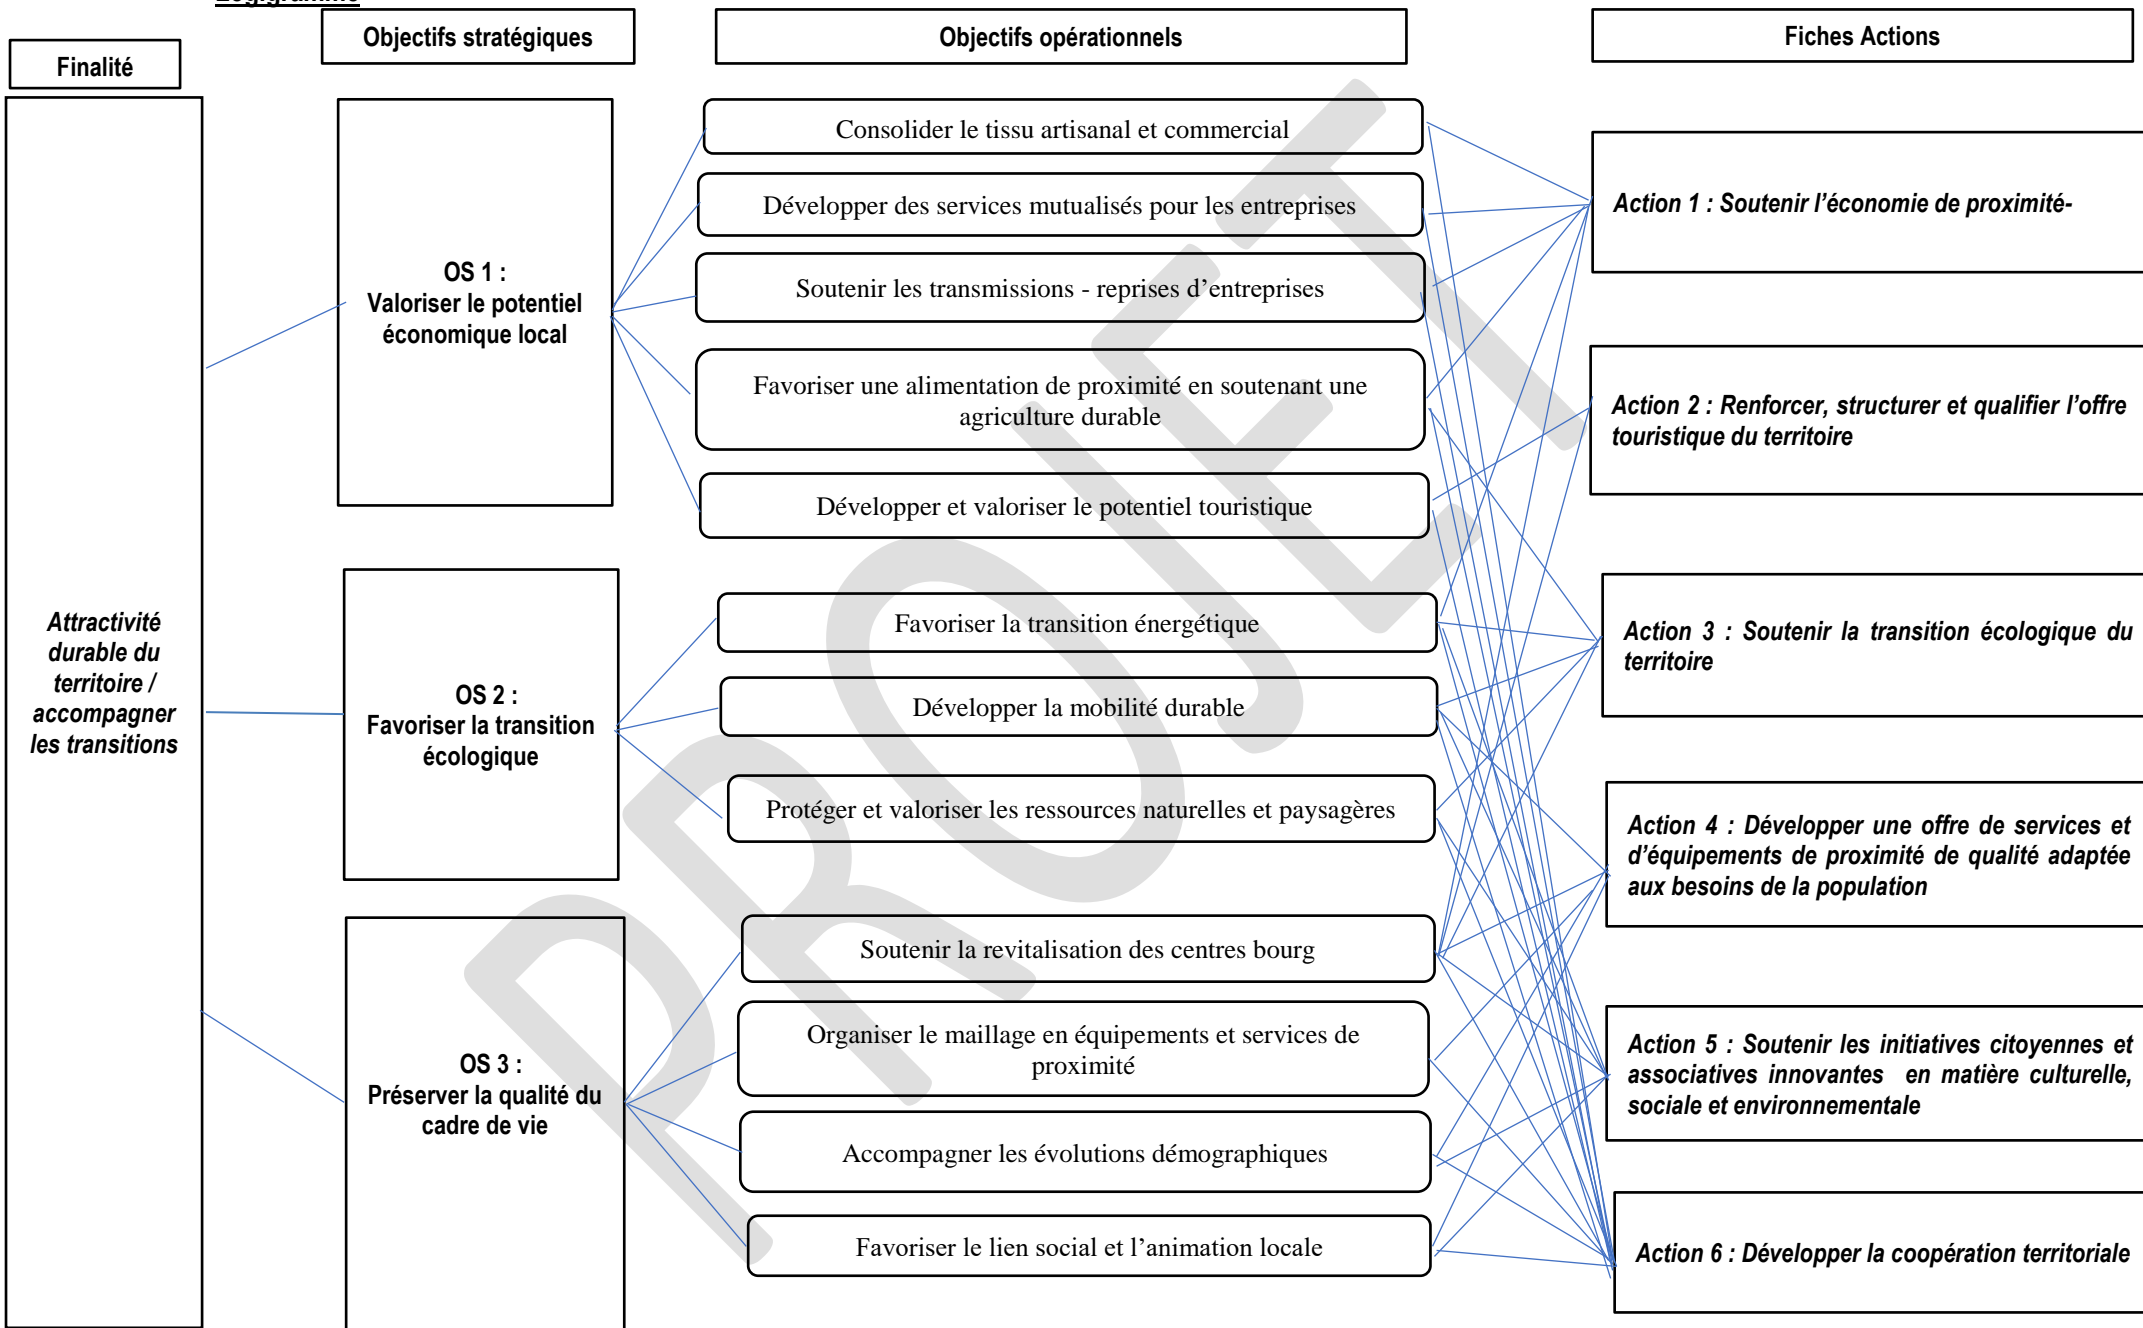 Logigramme
Finalité
Objectifs stratégiques
Objectifs opérationnels
Fiches Actions
Attractivité
durable du
territoire /
accompagner
les transitions
OS 1 :
Valoriser le potentiel
économique local
OS 2 :
Favoriser la transition
écologique
OS 3 :
Préserver la qualité du
cadre de vie
Consolider le tissu artisanal et commercial
Développer des services mutualisés pour les entreprises
Soutenir les transmissions - reprises d’entreprises
Favoriser une alimentation de proximité en soutenant une
agriculture durable
Développer et valoriser le potentiel touristique
Favoriser la transition énergétique
Développer la mobilité durable
Protéger et valoriser les ressources naturelles et paysagères
Soutenir la revitalisation des centres bourg
Organiser le maillage en équipements et services de
proximité
Accompagner les évolutions démographiques
Favoriser le lien social et l’animation locale
Action 1 : Soutenir l’économie de proximité-
Action 2 : Renforcer, structurer et qualifier l’offre
touristique du territoire
Action 3 : Soutenir la transition écologique du
territoire
Action 4 : Développer une offre de services et
d’équipements de proximité de qualité adaptée
aux besoins de la population
Action 5 : Soutenir les initiatives citoyennes et
associatives innovantes en matière culturelle,
sociale et environnementale
Action 6 : Développer la coopération territoriale
PROJET